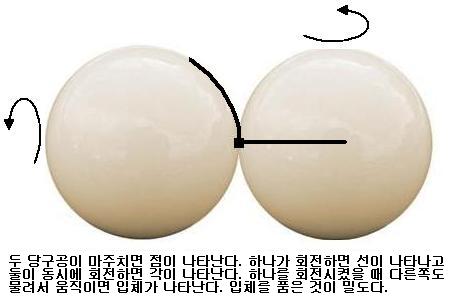 두 당구공이 마주치면 점이 나타난다. 하나가 회전하면 선이 나타나고
둘이 동시에 회전하면 각이 나타난다. 하나를 회전시켰을 때 다른쪽도
물려서 움직이면 입체가 나타난다. 입체를 품은 것이 밀도다.